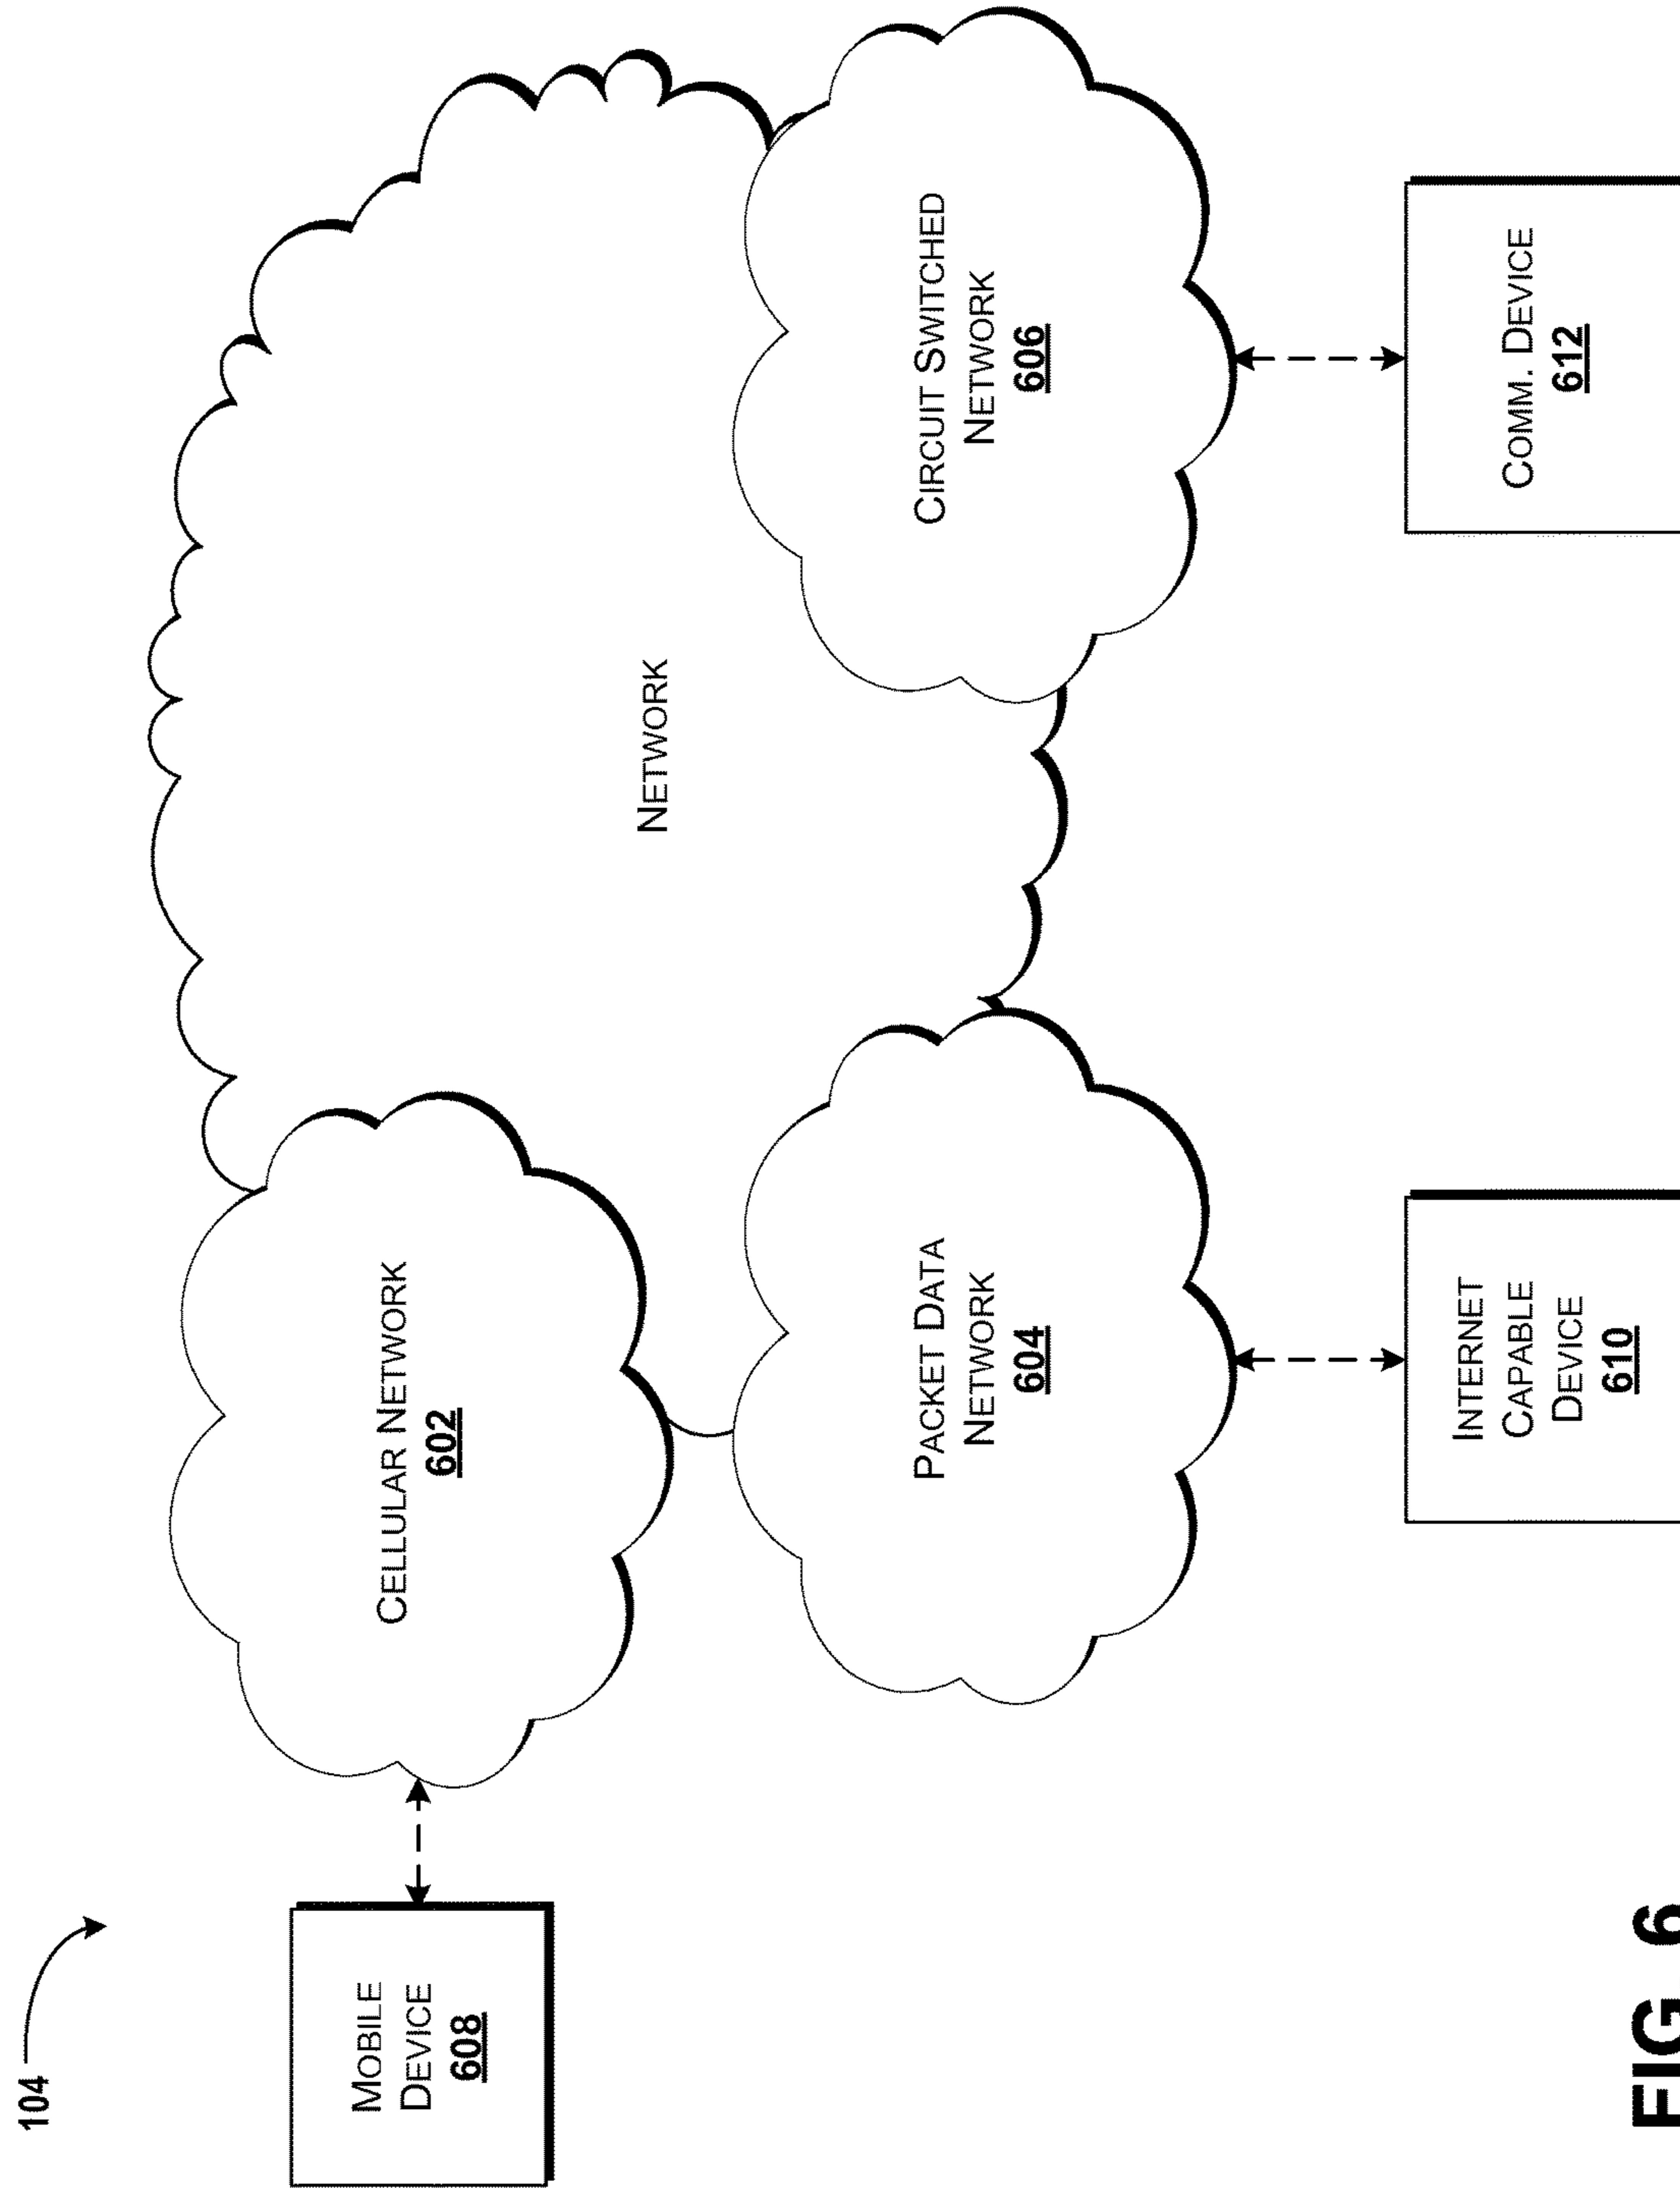 104
MOBILE
DEVICE
608
CELLULAR NETWORK
602
NETWORK
PACKET DATA
NETWORK
604
CIRCUIT SWITCHED
NETWORK
606
INTERNET
CAPABLE
DEVICE
610
COMM. DEVICE
612
FIG. 6